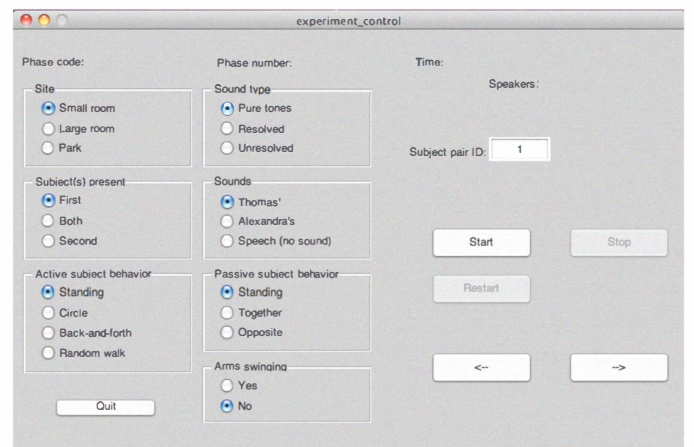 experiment_control
Phase code:
Phase number:
Time:
Speakers:
Site
Small room
Large room
Park
Sound type
Pure tones
Resolved
Unresolved
Subject pair ID: 1
Subject(s) present
First
Both
Second
Sounds
Thomas'
Alexandra's
Speech (no sound)
Start
Stop
Active subject behavior
Standing
Circle
Back-and-forth
Random walk
Passive subject behavior
Standing
Together
Opposite
Restart
Arms swinging
Yes
No
<--
-->
Quit